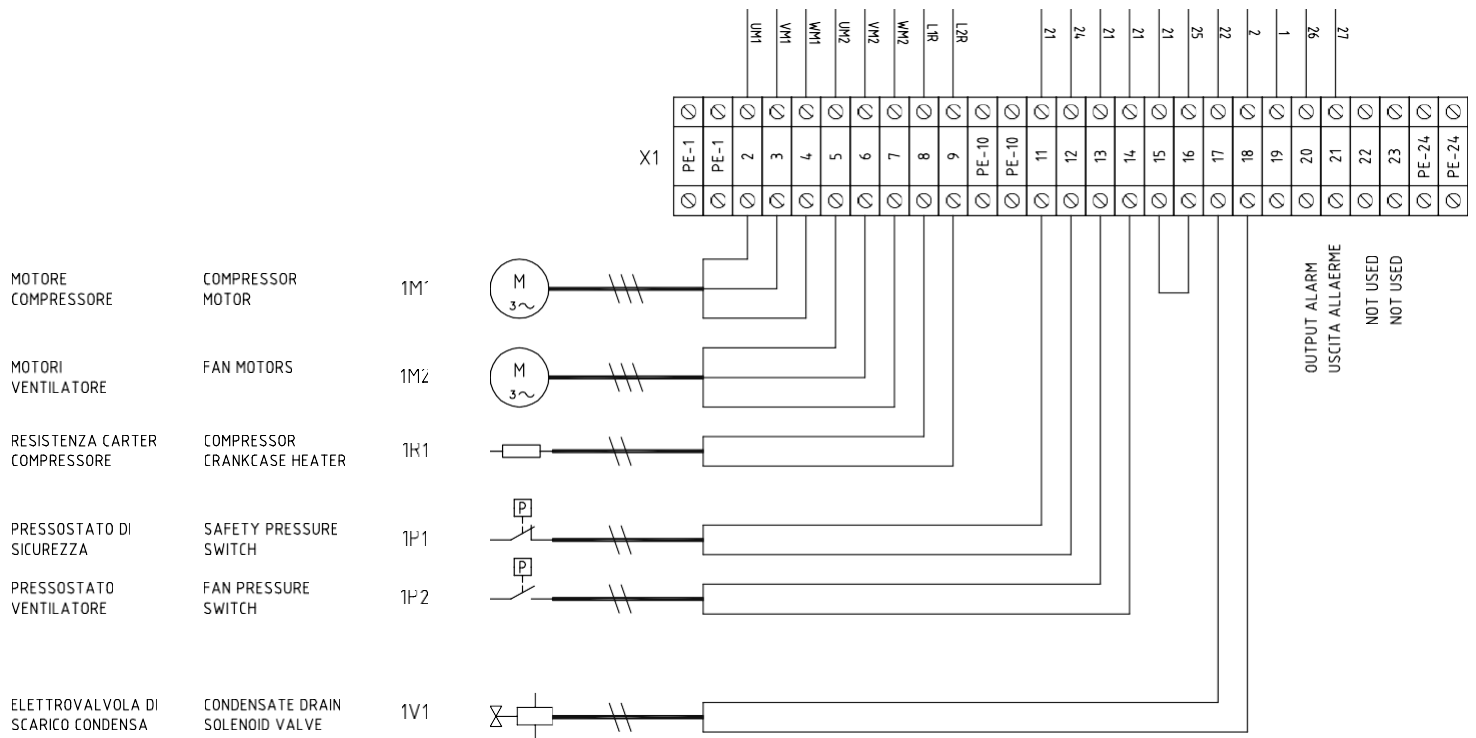 UM1 VM1 WM1 UM2 VM2 WM2 L1R L2R 21 24 21 21 21 25 22 2 1 26 27
X1 PE-1 PE-1 2 3 4 5 6 7 8 9 PE-10 PE-10 11 12 13 14 15 16 17 18 19 20 21 22 23 PE-24 PE-24
OUTPUT ALARM
USCITA ALLAERME
NOT USED
NOT USED
MOTORE COMPRESSOR 1M1 M
COMPRESSORE MOTOR 3~
MOTORI FAN MOTORS 1M2 M
VENTILATORE 3~
RESISTENZA CARTER COMPRESSOR 1R1
COMPRESSORE CRANKCASE HEATER
P
PRESSOSTATO DI SAFETY PRESSURE 1P1
SICUREZZA SWITCH
P
PRESSOSTATO FAN PRESSURE 1P2
VENTILATORE SWITCH
ELETTROVALVOLA DI CONDENSATE DRAIN 1V1
SCARICO CONDENSA SOLENOID VALVE